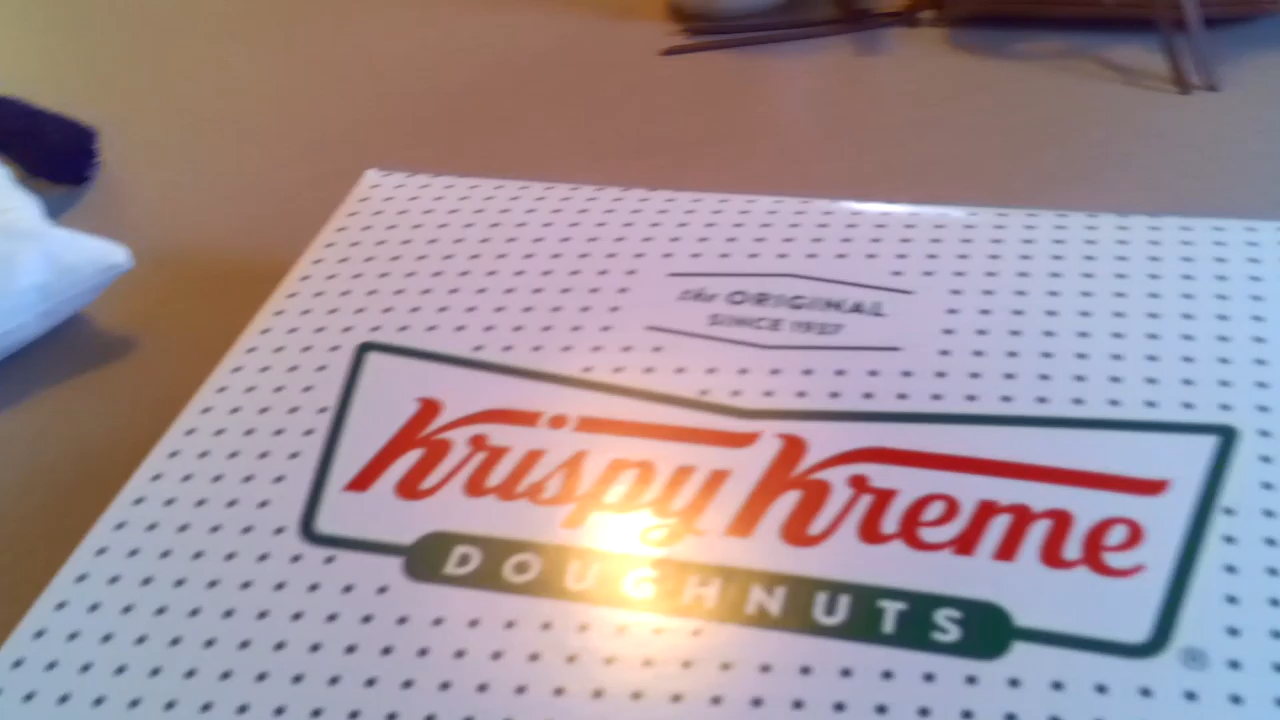 the ORIGINAL
SINCE 1937
Krispy Kreme
DOUGHNUTS
®